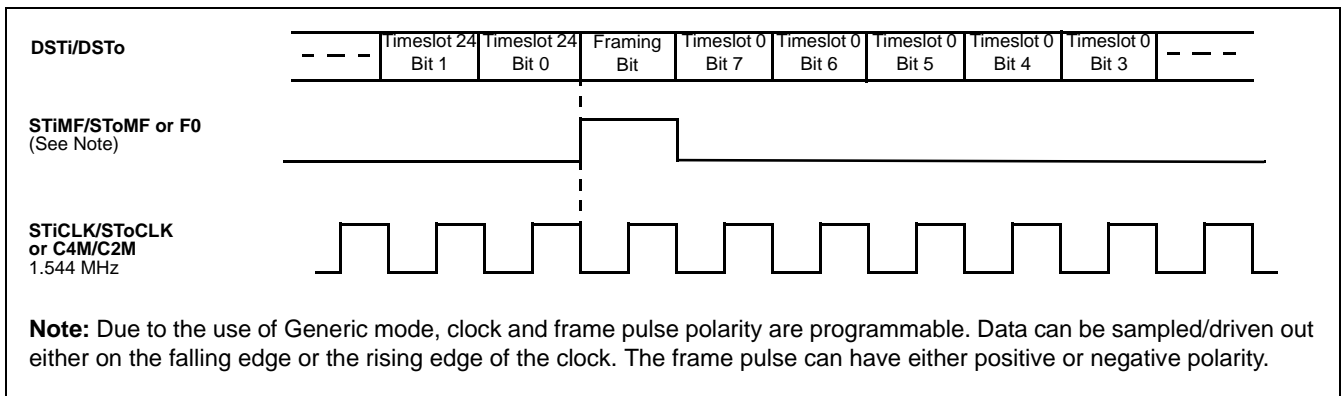 DSTi/DSTo
Timeslot 24 Timeslot 24 Framing Timeslot 0 Timeslot 0 Timeslot 0 Timeslot 0 Timeslot 0
Bit 1 Bit 0 Bit Bit 7 Bit 6 Bit 5 Bit 4 Bit 3
STiMF/SToMF or F0
(See Note)
STiCLK/SToCLK
or C4M/C2M
1.544 MHz
Note: Due to the use of Generic mode, clock and frame pulse polarity are programmable. Data can be sampled/driven out
either on the falling edge or the rising edge of the clock. The frame pulse can have either positive or negative polarity.